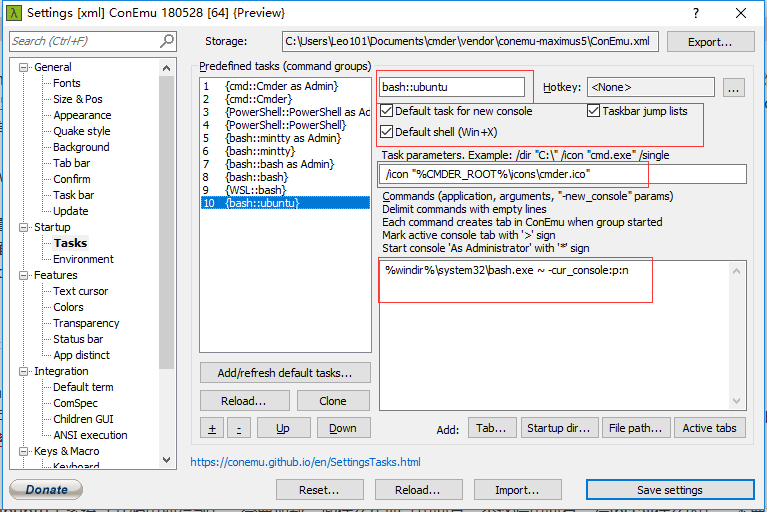 Settings [xml] ConEmu 180528 [64] {Preview}
Search (Ctrl+F)
Storage:
C:\Users\Leo101\Documents\cmder\vendor\conemu-maximus5\ConEmu.xml
Export...
General
Fonts
Size & Pos
Appearance
Quake style
Background
Tab bar
Confirm
Task bar
Update
Startup
Tasks
Environment
Features
Text cursor
Colors
Transparency
Status bar
App distinct
Integration
Default term
ComSpec
Children GUI
ANSI execution
Keys & Macro
Keyboard
Predefined tasks (command groups)
1 {cmd::Cmder as Admin}
2 {cmd::Cmder}
3 {PowerShell::PowerShell as Ad
4 {PowerShell::PowerShell}
5 {bash::mintty as Admin}
6 {bash::mintty}
7 {bash::bash as Admin}
8 {bash::bash}
9 {WSL::bash}
10 {bash::ubuntu}
Add/refresh default tasks...
Reload... Clone
+ - Up Down
bash::ubuntu
Hotkey: <None> ...
Default task for new console Taskbar jump lists
Default shell (Win+X)
Task parameters. Example: /dir "C:\" /icon "cmd.exe" /single
/icon "%CMDER_ROOT%\icons\cmder.ico"
Commands (application, arguments, "-new_console" params)
Delimit commands with empty lines
Each command creates tab in ConEmu when group started
Mark active console tab with '>' sign
Start console 'As Administrator' with '*' sign
%windir%\system32\bash.exe ~ -cur_console:p:n
Add: Tab... Startup dir... File path... Active tabs
https://conemu.github.io/en/SettingsTasks.html
Donate
Reset... Reload... Import... Save settings